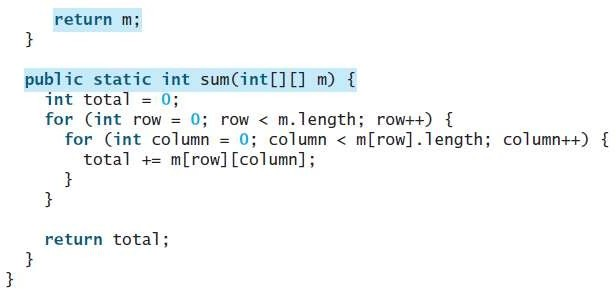 return m;
  }

  public static int sum(int[][] m) {
    int total = 0;
    for (int row = 0; row < m.length; row++) {
      for (int column = 0; column < m[row].length; column++) {
        total += m[row][column];
      }
    }

    return total;
  }
}